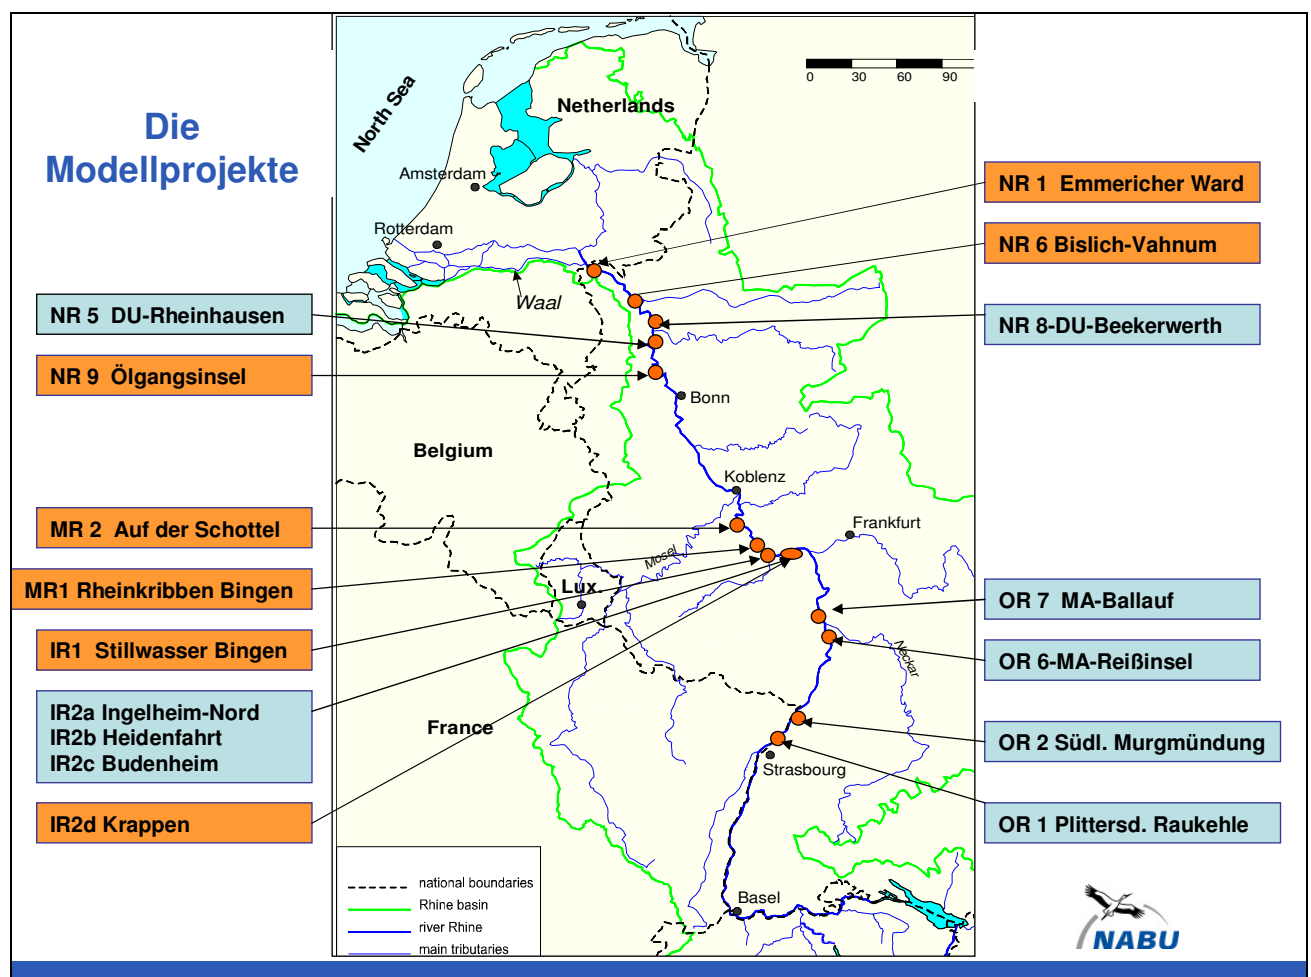 Die
Modellprojekte
North Sea
Netherlands
0 30 60 90
Amsterdam
Rotterdam
Waal
Bonn
Belgium
Koblenz
Frankfurt
Mosel
Lux.
Neckar
France
Strasbourg
Basel
NR 5 DU-Rheinhausen
NR 9 Ölgangsinsel
MR 2 Auf der Schottel
MR1 Rheinkribben Bingen
IR1 Stillwasser Bingen
IR2a Ingelheim-Nord
IR2b Heidenfahrt
IR2c Budenheim
IR2d Krappen
NR 1 Emmericher Ward
NR 6 Bislich-Vahnum
NR 8-DU-Beekerwerth
OR 7 MA-Ballauf
OR 6-MA-Reißinsel
OR 2 Südl. Murgmündung
OR 1 Plittersd. Raukehle
national boundaries
Rhine basin
river Rhine
main tributaries
NABU